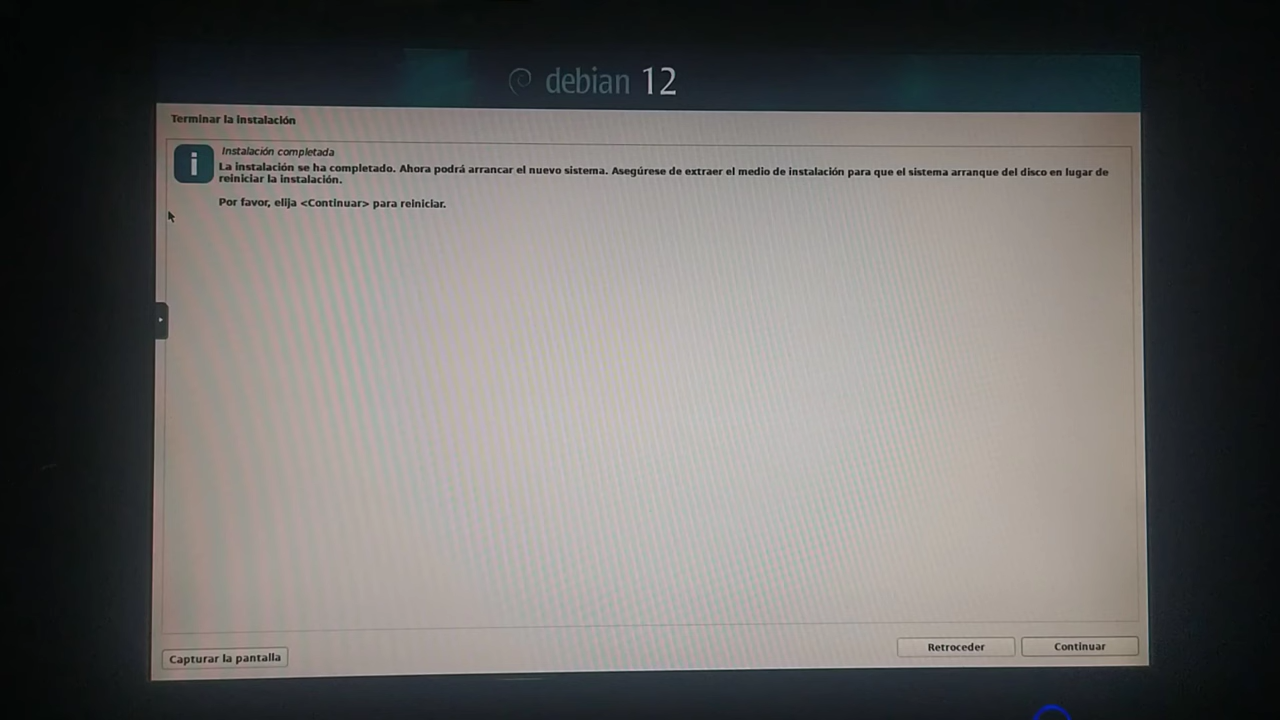 debian 12
Terminar la instalación
Instalación completada
La instalación se ha completado. Ahora podrá arrancar el nuevo sistema. Asegúrese de extraer el medio de instalación para que el sistema arranque del disco en lugar de
reiniciar la instalación.
Por favor, elija <Continuar> para reiniciar.
Capturar la pantalla
Retroceder
Continuar